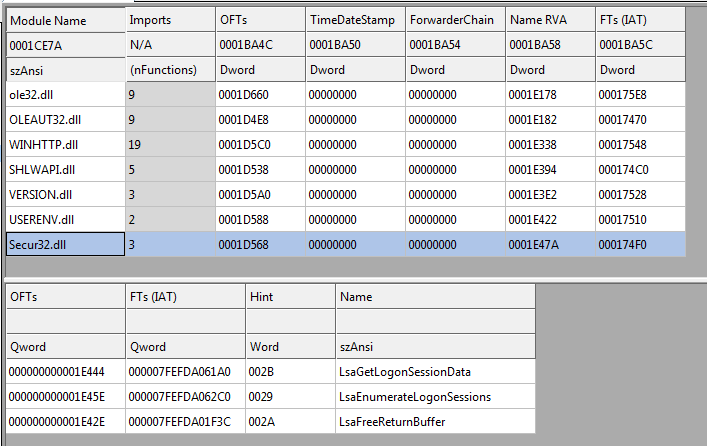 Module Name Imports OFTs TimeDateStamp ForwarderChain Name RVA FTs (IAT)
0001CE7A N/A 0001BA4C 0001BA50 0001BA54 0001BA58 0001BA5C
szAnsi (nFunctions) Dword Dword Dword Dword Dword
ole32.dll 9 0001D660 00000000 00000000 0001E178 000175E8
OLEAUT32.dll 9 0001D4E8 00000000 00000000 0001E182 00017470
WINHTTP.dll 19 0001D5C0 00000000 00000000 0001E338 00017548
SHLWAPI.dll 5 0001D538 00000000 00000000 0001E394 000174C0
VERSION.dll 3 0001D5A0 00000000 00000000 0001E3E2 00017528
USERENV.dll 2 0001D588 00000000 00000000 0001E422 00017510
Secur32.dll 3 0001D568 00000000 00000000 0001E47A 000174F0
OFTs FTs (IAT) Hint Name
Qword Qword Word szAnsi
000000000001E444 000007FEFDA061A0 002B LsaGetLogonSessionData
000000000001E45E 000007FEFDA062C0 0029 LsaEnumerateLogonSessions
000000000001E42E 000007FEFDA01F3C 002A LsaFreeReturnBuffer